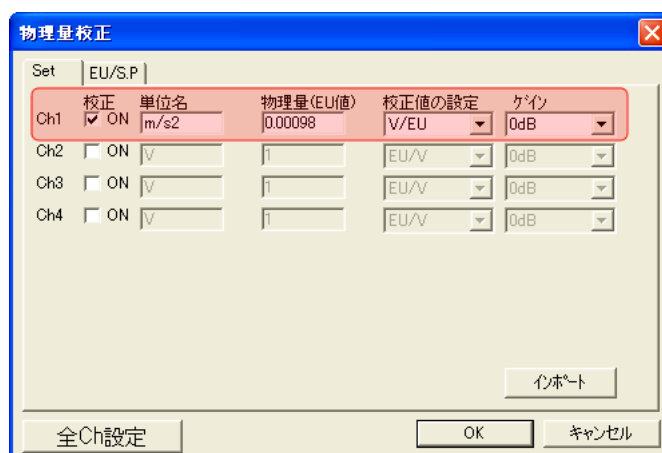 物理量校正
Set EU/S.P
校正 単位名 物理量(EU値) 校正値の設定 ゲイン
Ch1 ON m/s2 0.00098 V/EU 0dB
Ch2 ON V 1 EU/V 0dB
Ch3 ON V 1 EU/V 0dB
Ch4 ON V 1 EU/V 0dB
インポート
全Ch設定 OK キャンセル